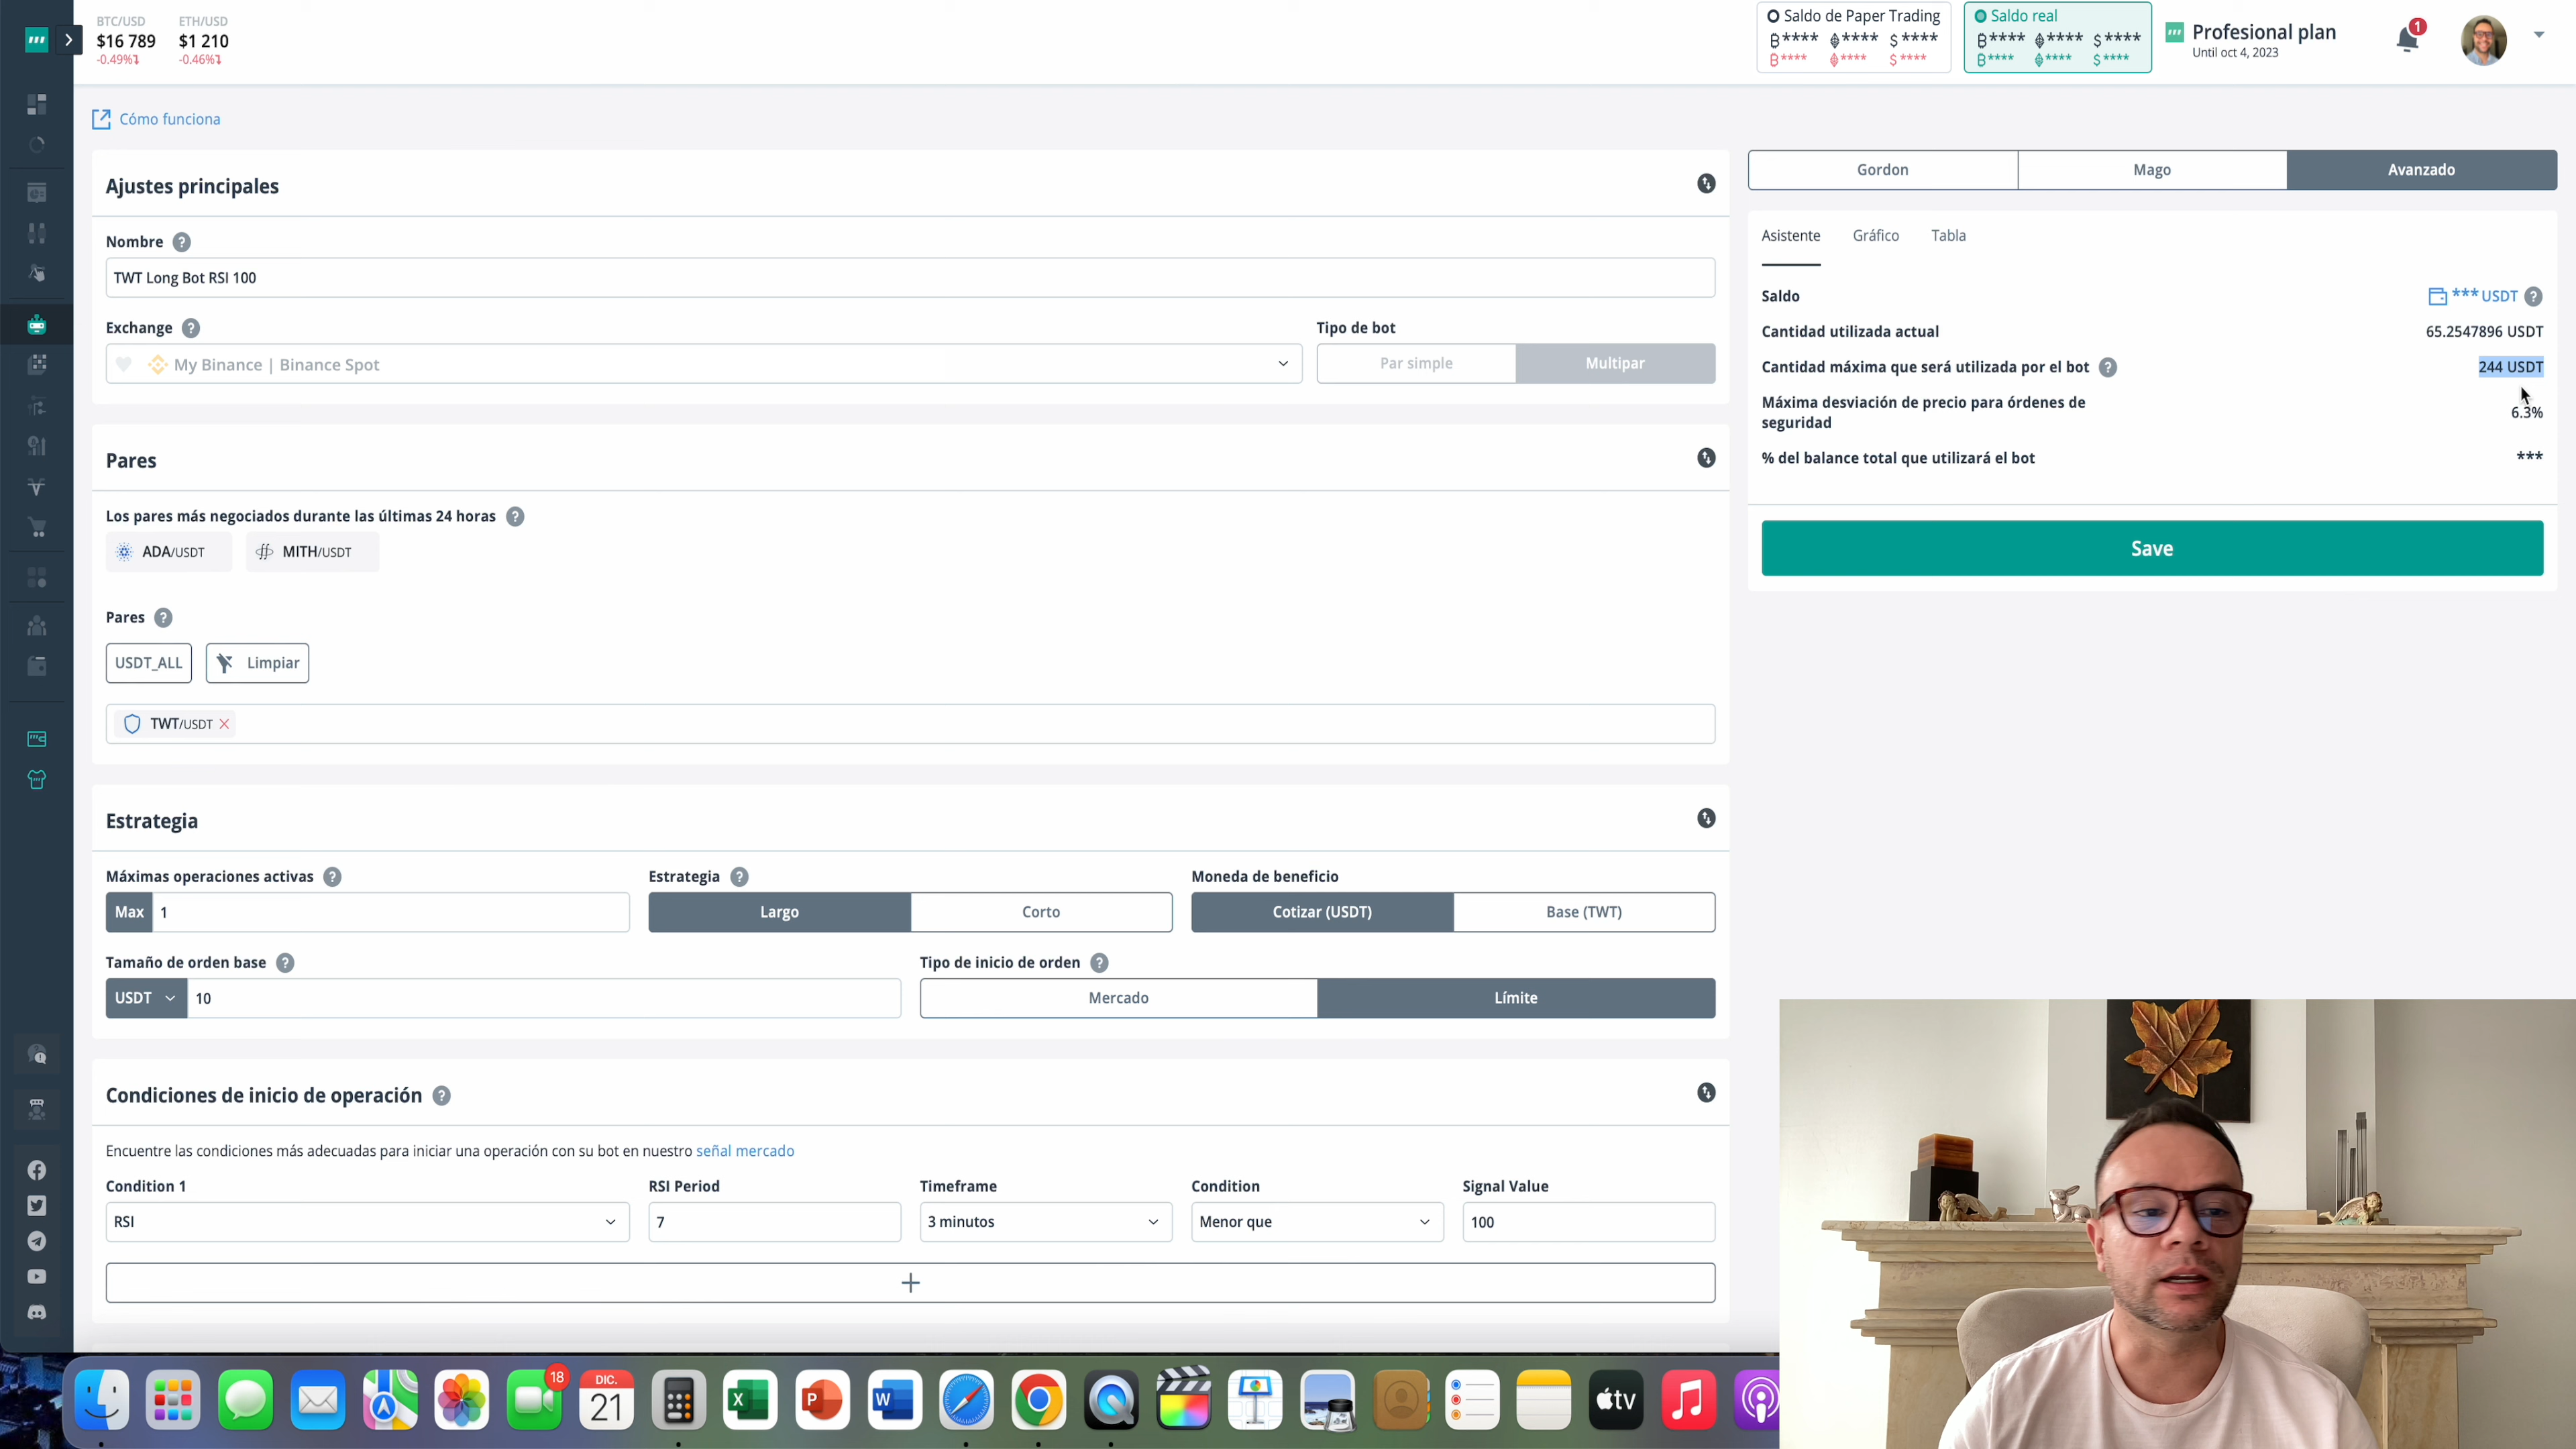 BTC/USD
$16 789
-0.49%
ETH/USD
$1 210
-0.46%
Saldo de Paper Trading
**** **** $ ****
**** **** $ ****
Saldo real
**** **** $ ****
**** **** $ ****
Profesional plan
Until oct 4, 2023
1
Cómo funciona
Ajustes principales
Nombre ?
TWT Long Bot RSI 100
Exchange ?
My Binance | Binance Spot
Tipo de bot
Par simple
Multipar
Pares
Los pares más negociados durante las últimas 24 horas ?
ADA/USDT
MITH/USDT
Pares ?
USDT_ALL
Limpiar
TWT/USDT
Estrategia
Máximas operaciones activas ?
Max 1
Estrategia ?
Largo
Corto
Moneda de beneficio
Cotizar (USDT)
Base (TWT)
Tamaño de orden base ?
USDT 10
Tipo de inicio de orden ?
Mercado
Límite
Condiciones de inicio de operación ?
Encuentre las condiciones más adecuadas para iniciar una operación con su bot en nuestro señal mercado
Condition 1
RSI
RSI Period
7
Timeframe
3 minutos
Condition
Menor que
Signal Value
100
Gordon
Mago
Avanzado
Asistente
Gráfico
Tabla
Saldo
*** USDT ?
Cantidad utilizada actual
65.2547896 USDT
Cantidad máxima que será utilizada por el bot ?
244 USDT
Máxima desviación de precio para órdenes de
seguridad
6.3%
% del balance total que utilizará el bot
***
Save
18
DIC.
21
X
P
W
tv